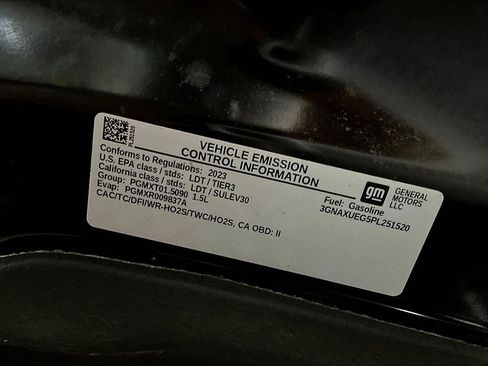 PL251520
VEHICLE EMISSION
CONTROL INFORMATION
Conforms to Regulations: 2023
U.S. EPA class / stds: LDT / TIER3
California class / stds: LDT / SULEV30
Group: PGMXT01.5090 1.5L
Evap: PGMXR009837A
CAC/TC/DFI/WR-HO2S/TWC/HO2S, CA OBD: II
gm
GENERAL
MOTORS
LLC
Fuel: Gasoline
3GNAXUEG5PL251520